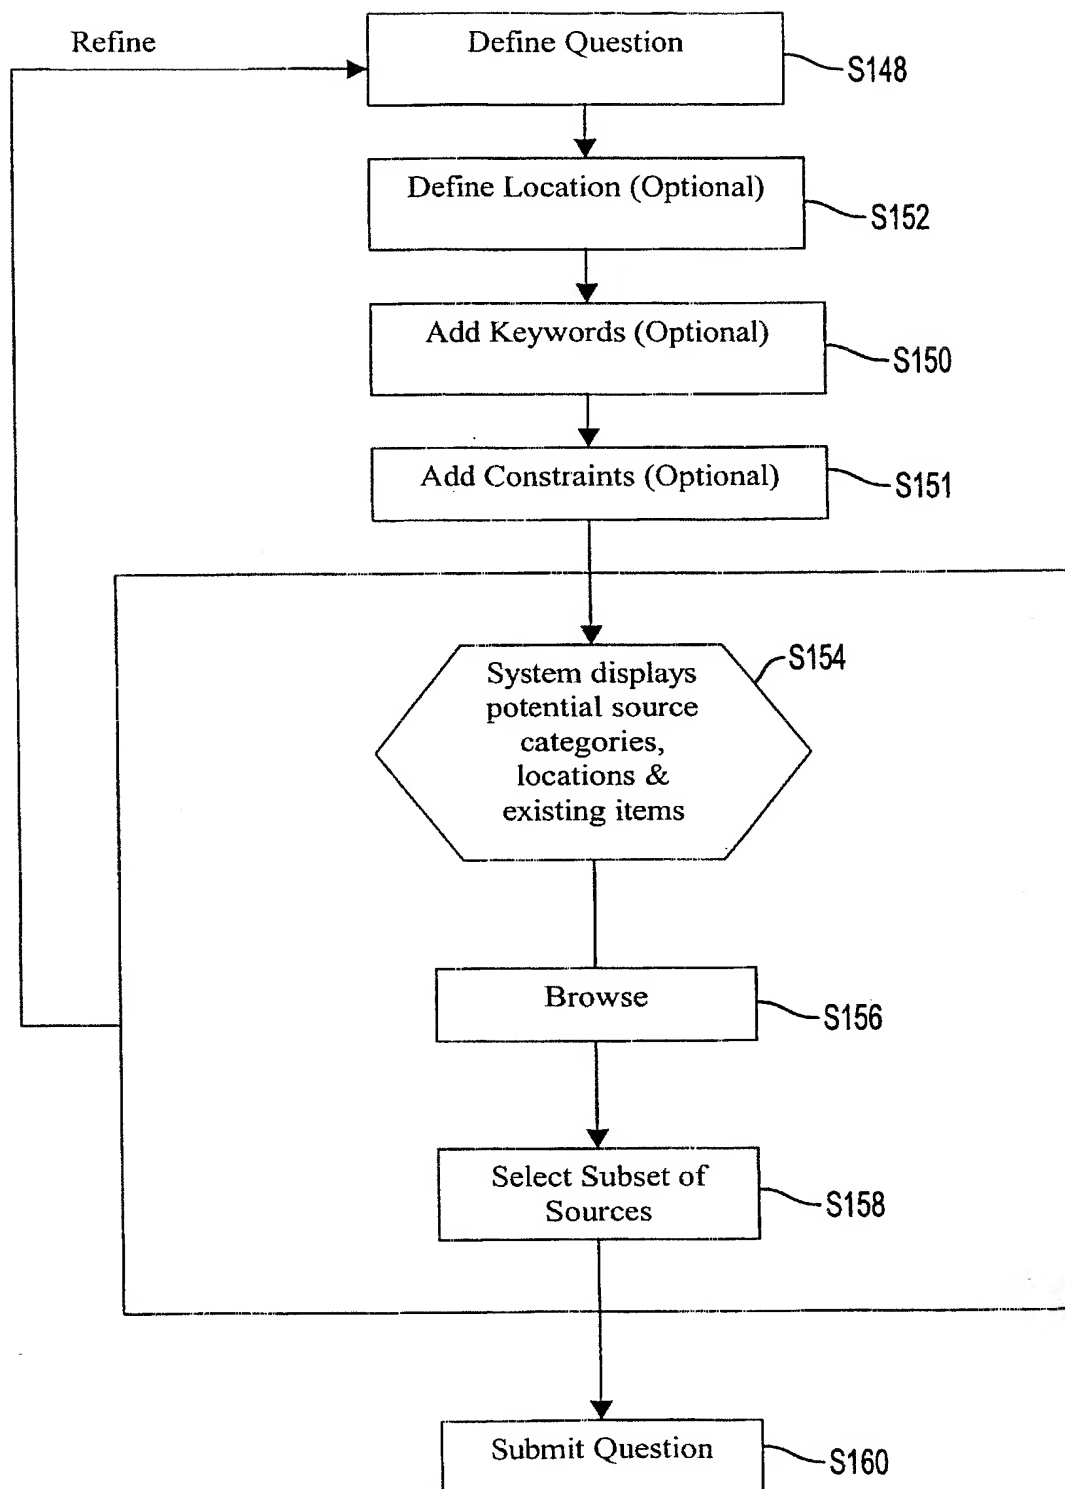 Refine
Define Question
S148
Define Location (Optional)
S152
Add Keywords (Optional)
S150
Add Constraints (Optional)
S151
System displays
potential source
categories,
locations &
existing items
S154
Browse
S156
Select Subset of
Sources
S158
Submit Question
S160